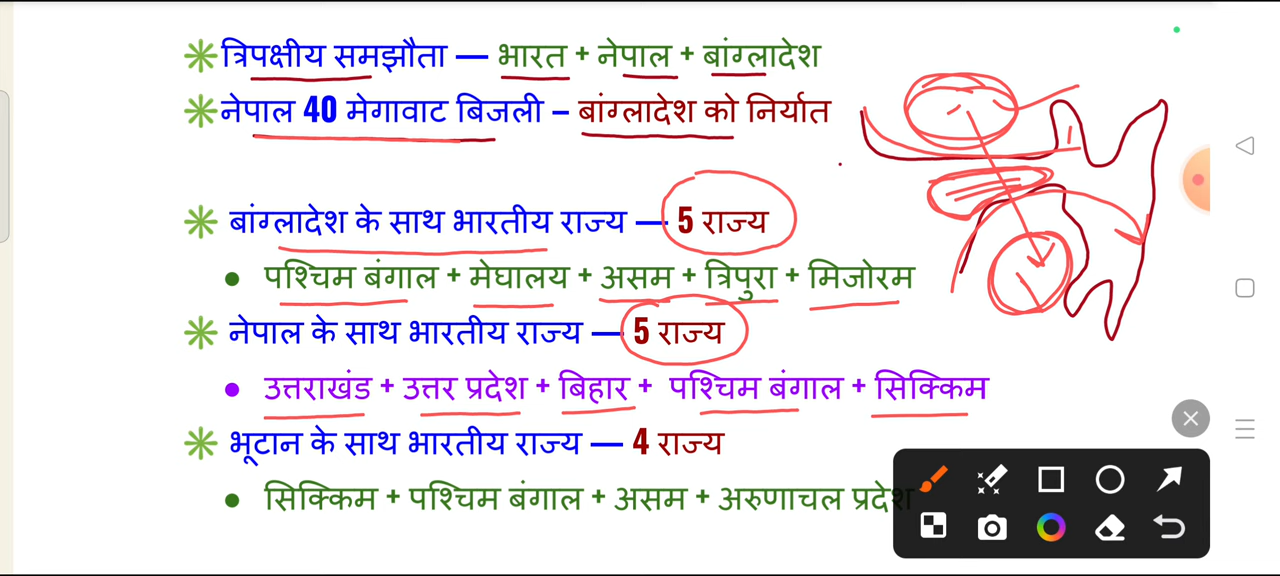 ✳त्रिपक्षीय समझौता — भारत + नेपाल + बांग्लादेश
✳नेपाल 40 मेगावाट बिजली – बांग्लादेश को निर्यात
✳ बांग्लादेश के साथ भारतीय राज्य — 5 राज्य
● पश्चिम बंगाल + मेघालय + असम + त्रिपुरा + मिजोरम
✳ नेपाल के साथ भारतीय राज्य — 5 राज्य
● उत्तराखंड + उत्तर प्रदेश + बिहार + पश्चिम बंगाल + सिक्किम
✳ भूटान के साथ भारतीय राज्य — 4 राज्य
● सिक्किम + पश्चिम बंगाल + असम + अरुणाचल प्रदेश